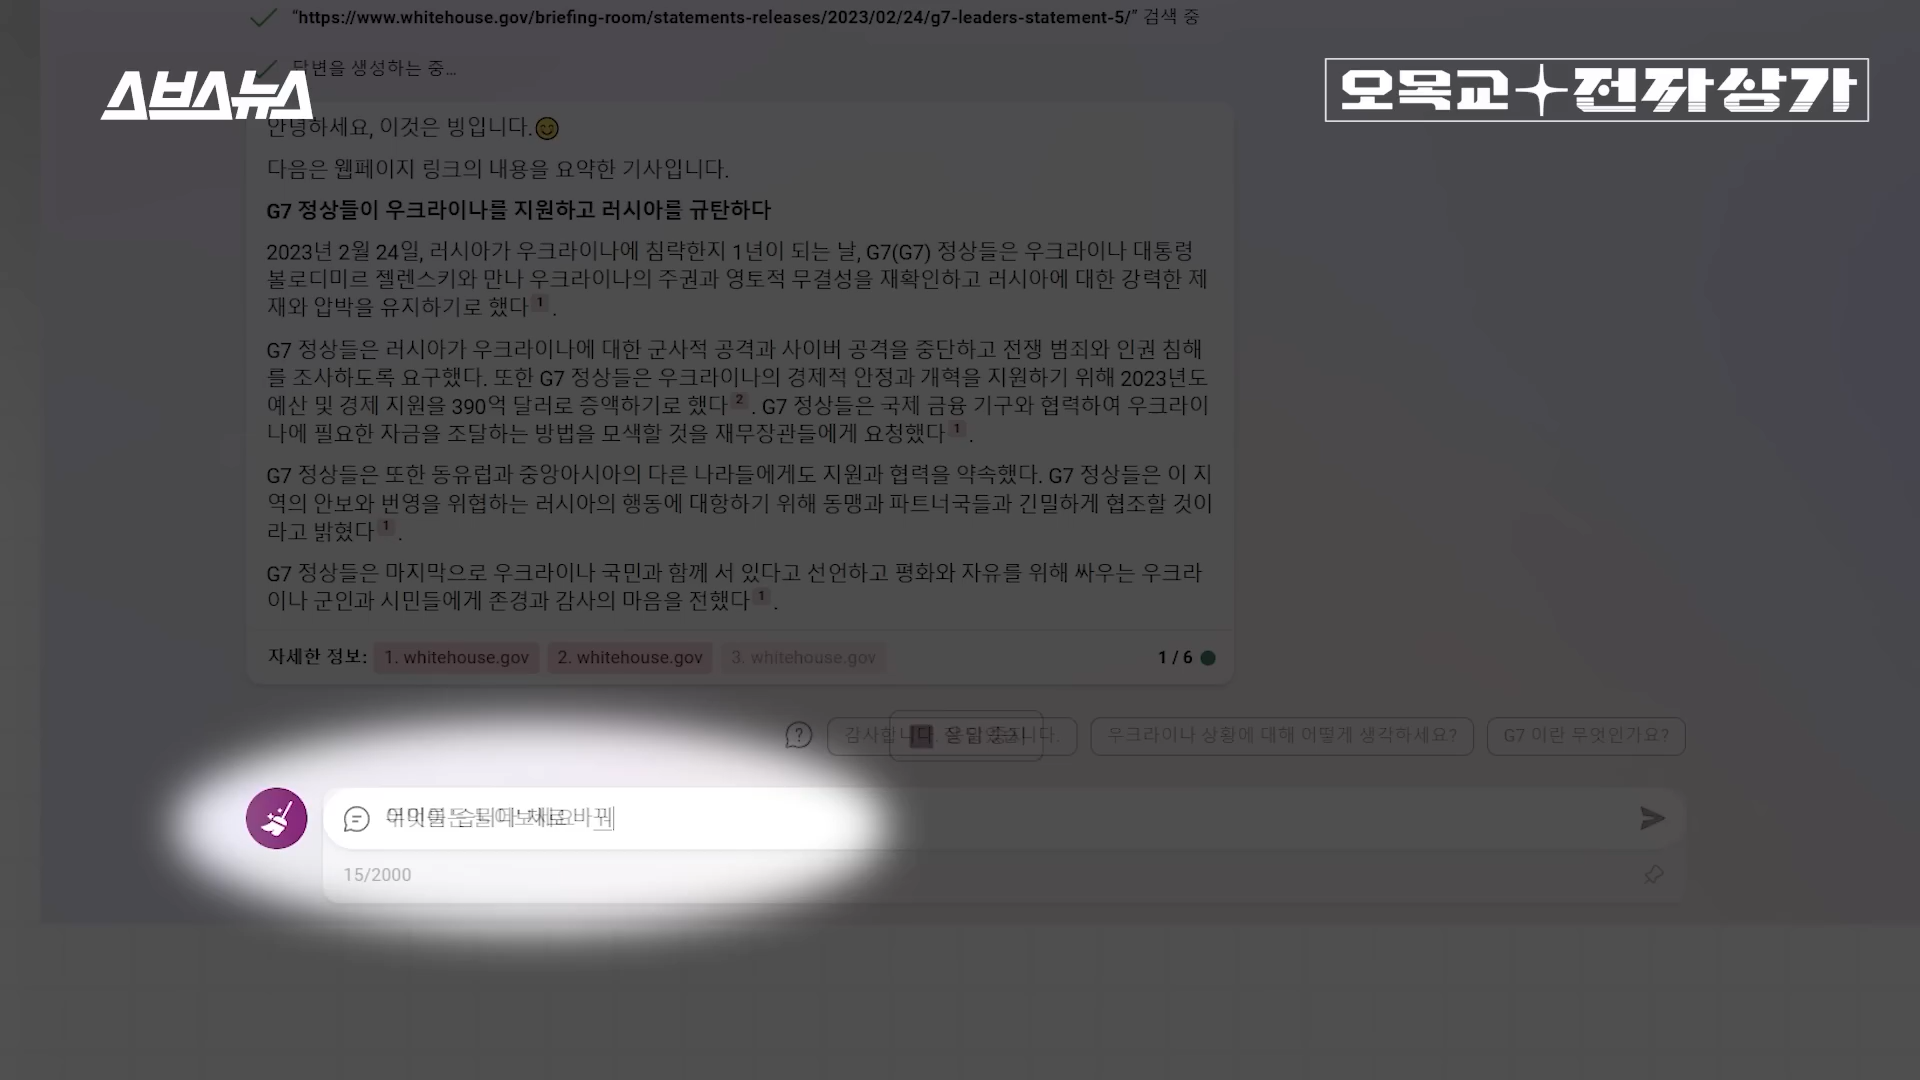 "https://www.whitehouse.gov/briefing-room/statements-releases/2023/02/24/g7-leaders-statement-5/" 검색 중
답변을 생성하는 중...
스브스뉴스
오목교 전자상가
안녕하세요, 이것은 빙입니다.
다음은 웹페이지 링크의 내용을 요약한 기사입니다.
G7 정상들이 우크라이나를 지원하고 러시아를 규탄하다
2023년 2월 24일, 러시아가 우크라이나에 침략한지 1년이 되는 날, G7(G7) 정상들은 우크라이나 대통령
볼로디미르 젤렌스키와 만나 우크라이나의 주권과 영토적 무결성을 재확인하고 러시아에 대한 강력한 제
재와 압박을 유지하기로 했다 1 .
G7 정상들은 러시아가 우크라이나에 대한 군사적 공격과 사이버 공격을 중단하고 전쟁 범죄와 인권 침해
를 조사하도록 요구했다. 또한 G7 정상들은 우크라이나의 경제적 안정과 개혁을 지원하기 위해 2023년도
예산 및 경제 지원을 390억 달러로 증액하기로 했다 2 . G7 정상들은 국제 금융 기구와 협력하여 우크라이
나에 필요한 자금을 조달하는 방법을 모색할 것을 재무장관들에게 요청했다 1 .
G7 정상들은 또한 동유럽과 중앙아시아의 다른 나라들에게도 지원과 협력을 약속했다. G7 정상들은 이 지
역의 안보와 번영을 위협하는 러시아의 행동에 대항하기 위해 동맹과 파트너국들과 긴밀하게 협조할 것이
라고 밝혔다 1 .
G7 정상들은 마지막으로 우크라이나 국민과 함께 서 있다고 선언하고 평화와 자유를 위해 싸우는 우크라
이나 군인과 시민들에게 존경과 감사의 마음을 전했다 1 .
자세한 정보: 1. whitehouse.gov 2. whitehouse.gov 3. whitehouse.gov 1 / 6
응답 중지
우크라이나 상황에 대해 어떻게 생각하세요? G7 이란 무엇인가요?
15/2000